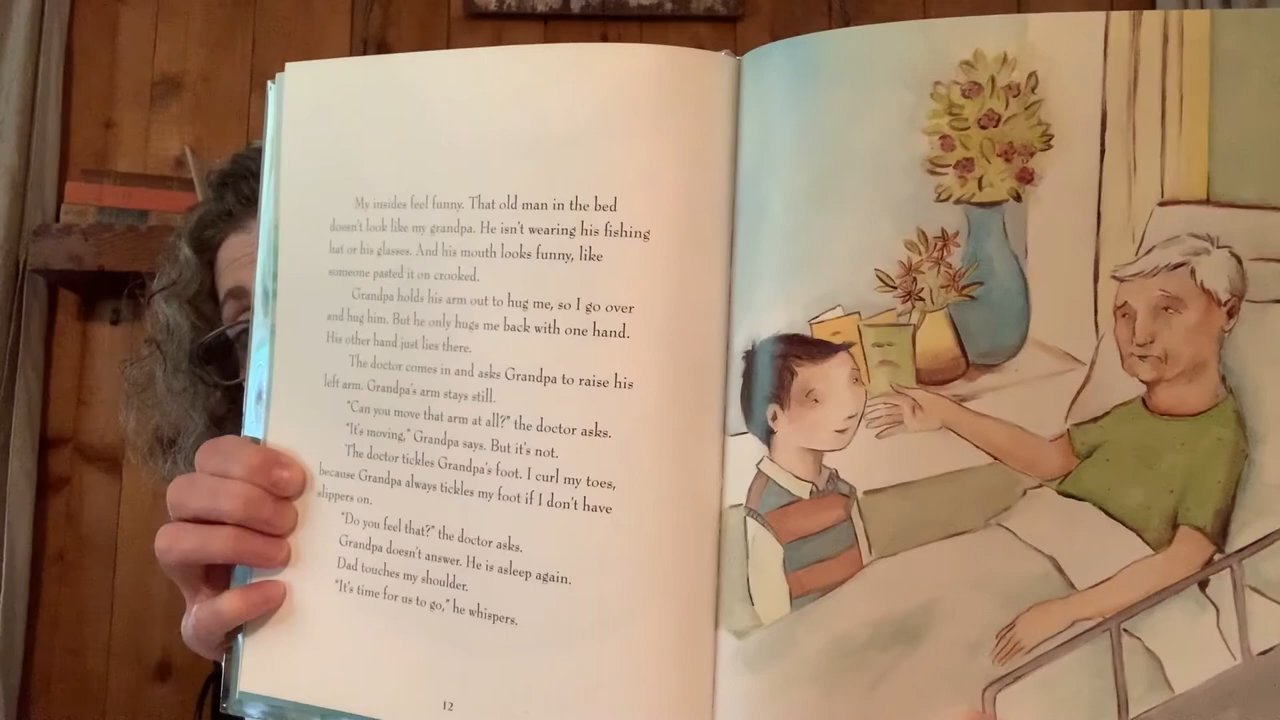 My insides feel funny. That old man in the bed
doesn't look like my grandpa. He isn't wearing his fishing
hat or his glasses. And his mouth looks funny, like
someone pasted it on crooked.
Grandpa holds his arm out to hug me, so I go over
and hug him. But he only hugs me back with one hand.
His other hand just lies there.
The doctor comes in and asks Grandpa to raise his
left arm. Grandpa's arm stays still.
"Can you move that arm at all?" the doctor asks.
"It's moving," Grandpa says. But it's not.
The doctor tickles Grandpa's foot. I curl my toes,
because Grandpa always tickles my foot if I don't have
slippers on.
"Do you feel that?" the doctor asks.
Grandpa doesn't answer. He is asleep again.
Dad touches my shoulder.
"It's time for us to go," he whispers.
12